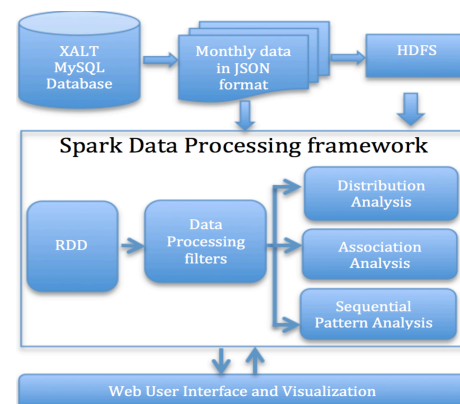 XALT
MySQL
Database
Monthly data
in JSON
format
HDFS
Spark Data Processing framework
RDD
Data
Processing
filters
Distribution
Analysis
Association
Analysis
Sequential
Pattern Analysis
Web User Interface and Visualization